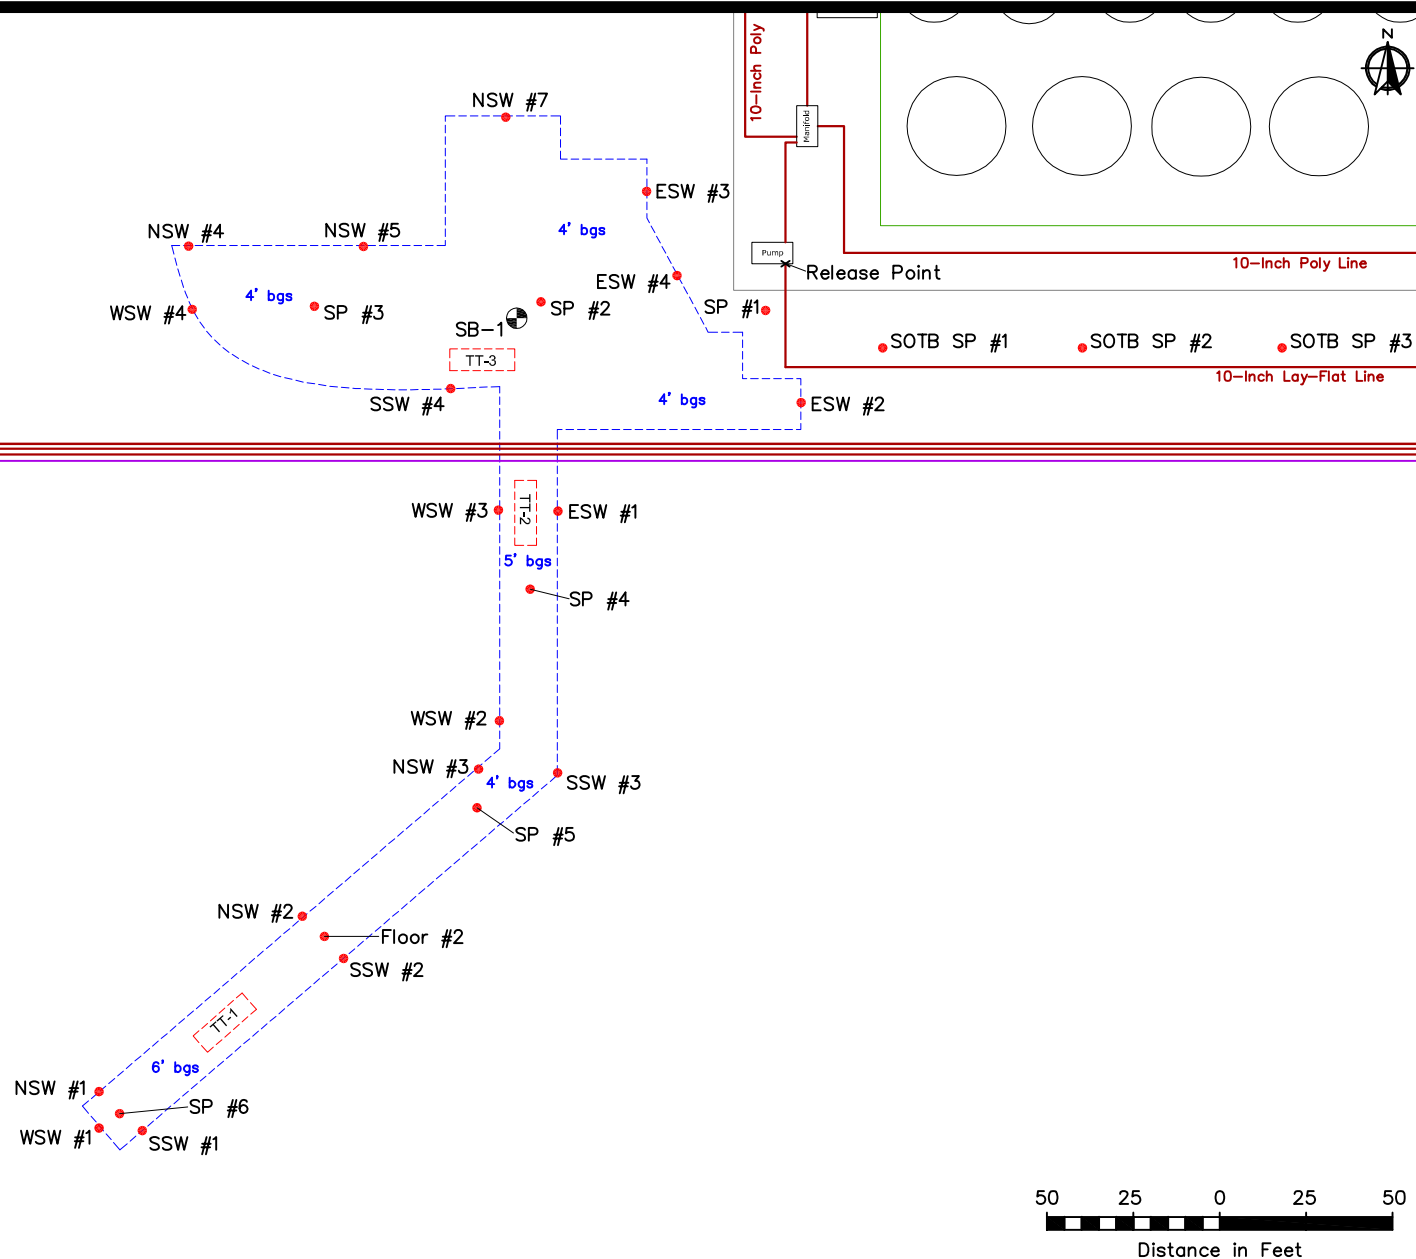 N
10-Inch Poly
Manifold
NSW #7
ESW #3
NSW #4
NSW #5
4' bgs
Pump
10-Inch Poly Line
Release Point
ESW #4
4' bgs
SP #3
WSW #4
SP #2
SP #1
SB-1
SOTB SP #1
SOTB SP #2
SOTB SP #3
TT-3
10-Inch Lay-Flat Line
SSW #4
4' bgs
ESW #2
WSW #3
TT-2
ESW #1
5' bgs
SP #4
WSW #2
NSW #3
4' bgs
SSW #3
SP #5
NSW #2
Floor #2
SSW #2
TT-1
6' bgs
NSW #1
SP #6
WSW #1
SSW #1
50 25 0 25 50
Distance in Feet